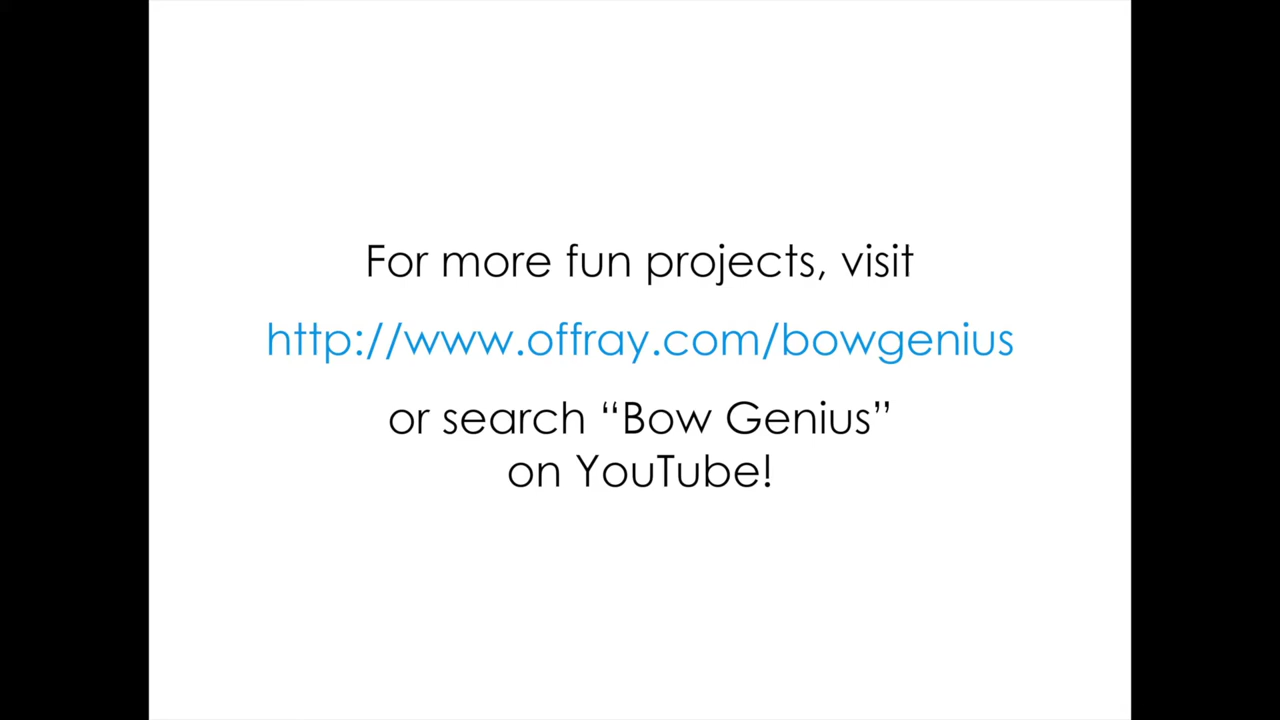 For more fun projects, visit
http://www.offray.com/bowgenius
or search “Bow Genius”
on YouTube!